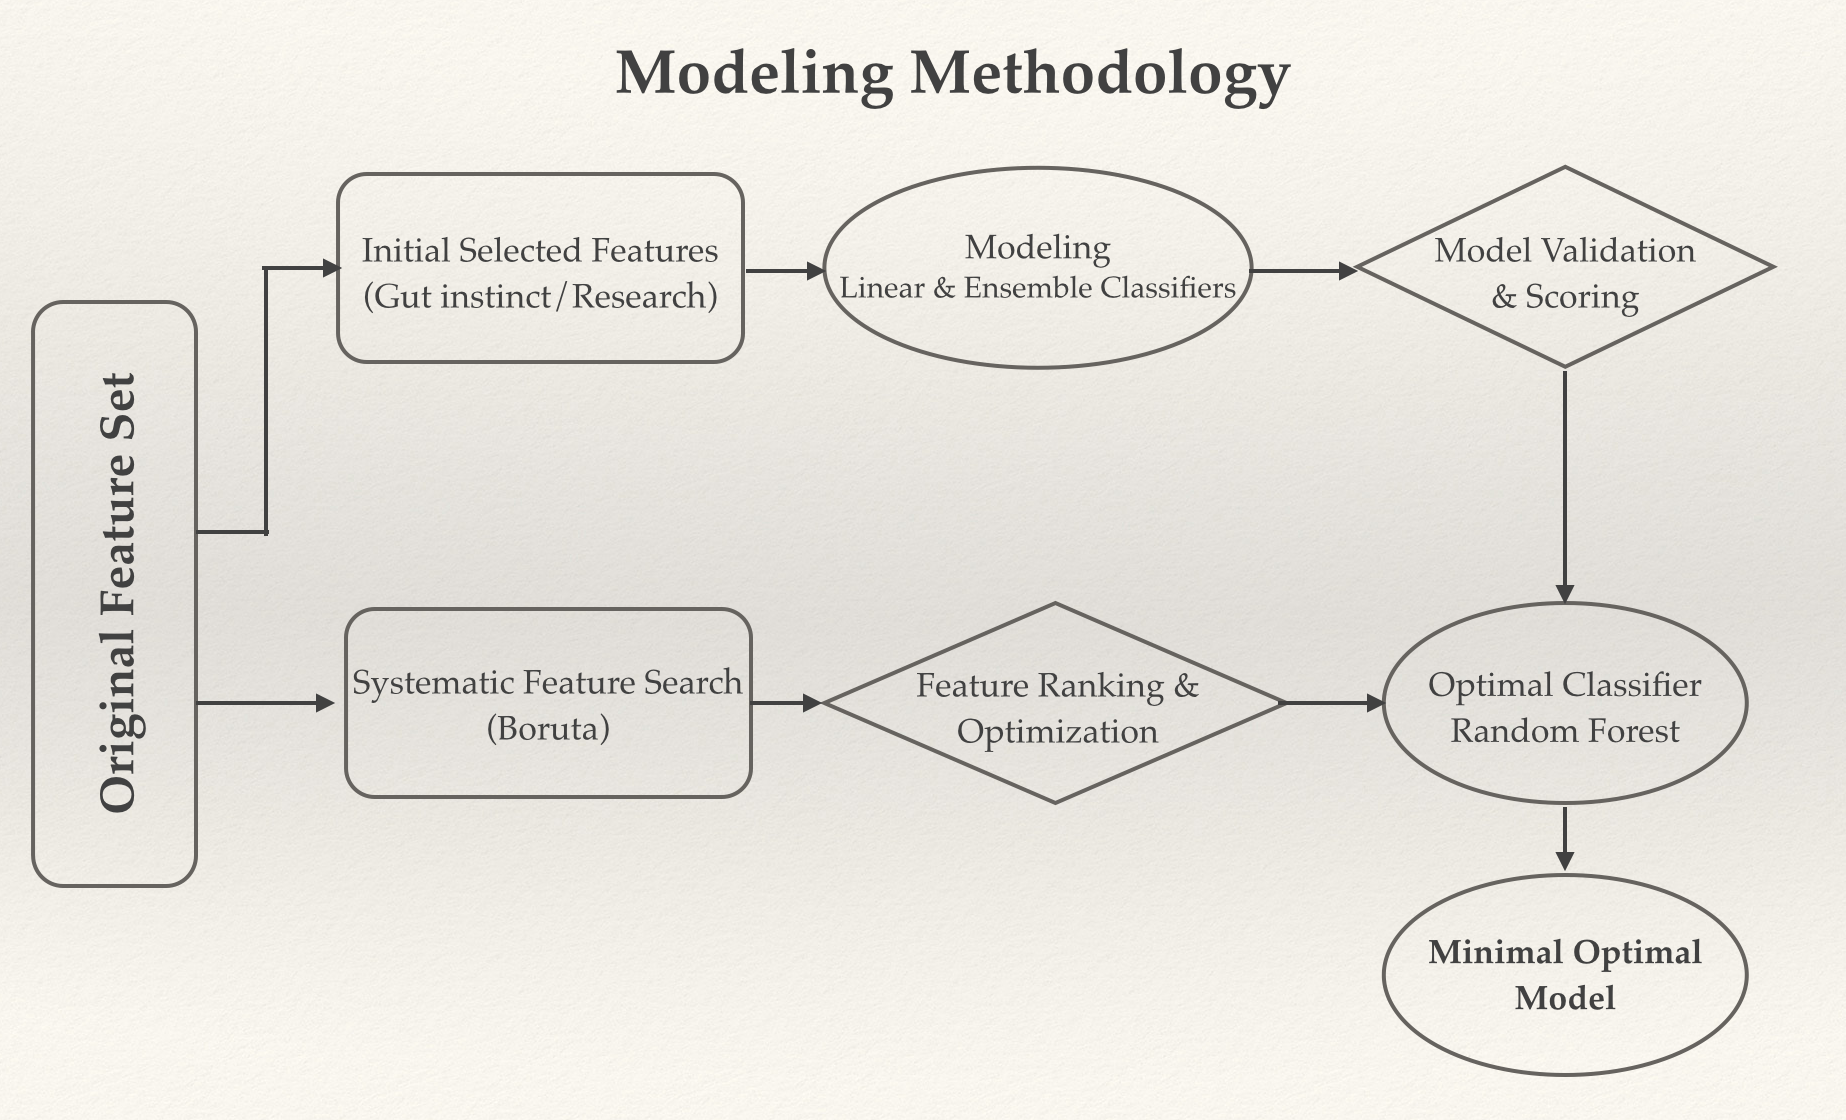 Modeling Methodology
Original Feature Set
Initial Selected Features
(Gut instinct/Research)
Modeling
Linear & Ensemble Classifiers
Model Validation
& Scoring
Systematic Feature Search
(Boruta)
Feature Ranking &
Optimization
Optimal Classifier
Random Forest
Minimal Optimal
Model